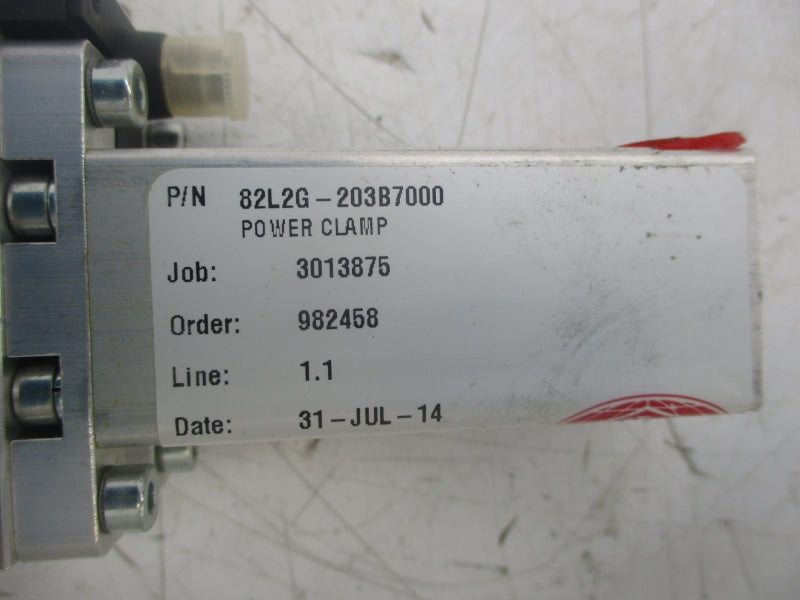 P/N 82L2G-203B7000
POWER CLAMP
Job: 3013875
Order: 982458
Line: 1.1
Date: 31-JUL-14